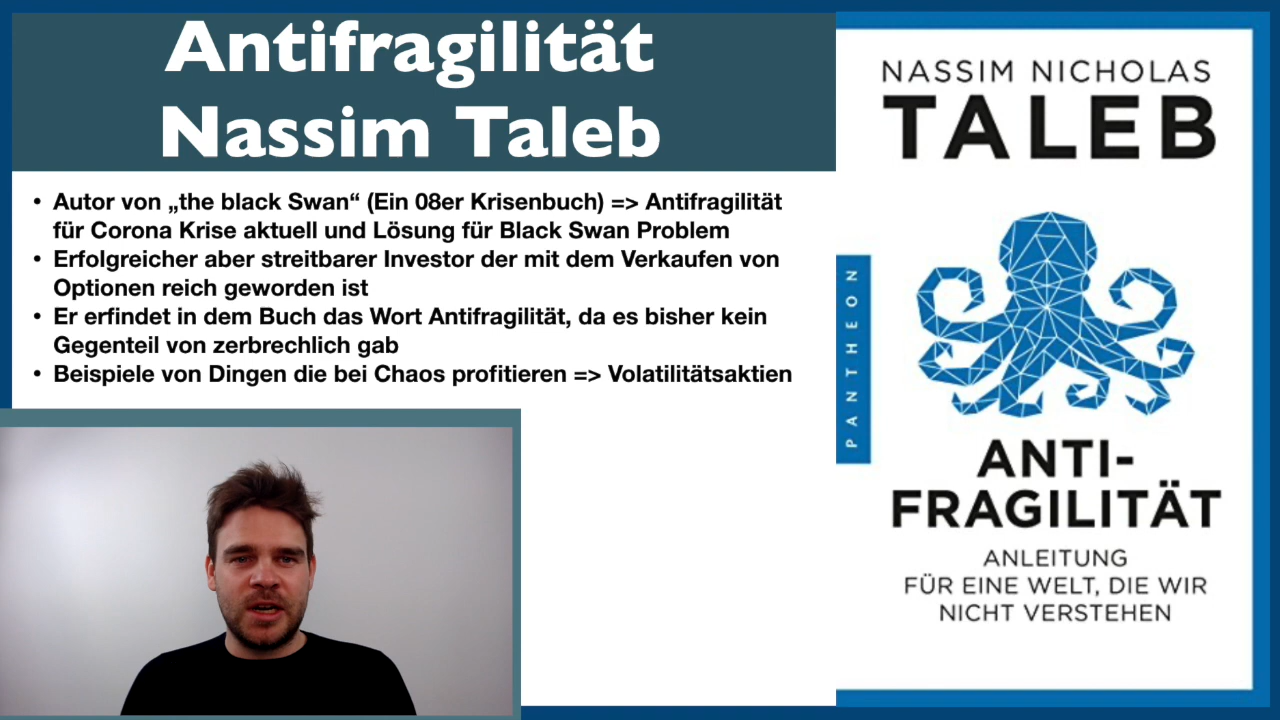 Antifragilität
Nassim Taleb
• Autor von „the black Swan“ (Ein 08er Krisenbuch) => Antifragilität
für Corona Krise aktuell und Lösung für Black Swan Problem
• Erfolgreicher aber streitbarer Investor der mit dem Verkaufen von
Optionen reich geworden ist
• Er erfindet in dem Buch das Wort Antifragilität, da es bisher kein
Gegenteil von zerbrechlich gab
• Beispiele von Dingen die bei Chaos profitieren => Volatilitätsaktien
NASSIM NICHOLAS
TALEB
PANTHEON
ANTI-
FRAGILITÄT
ANLEITUNG
FÜR EINE WELT, DIE WIR
NICHT VERSTEHEN